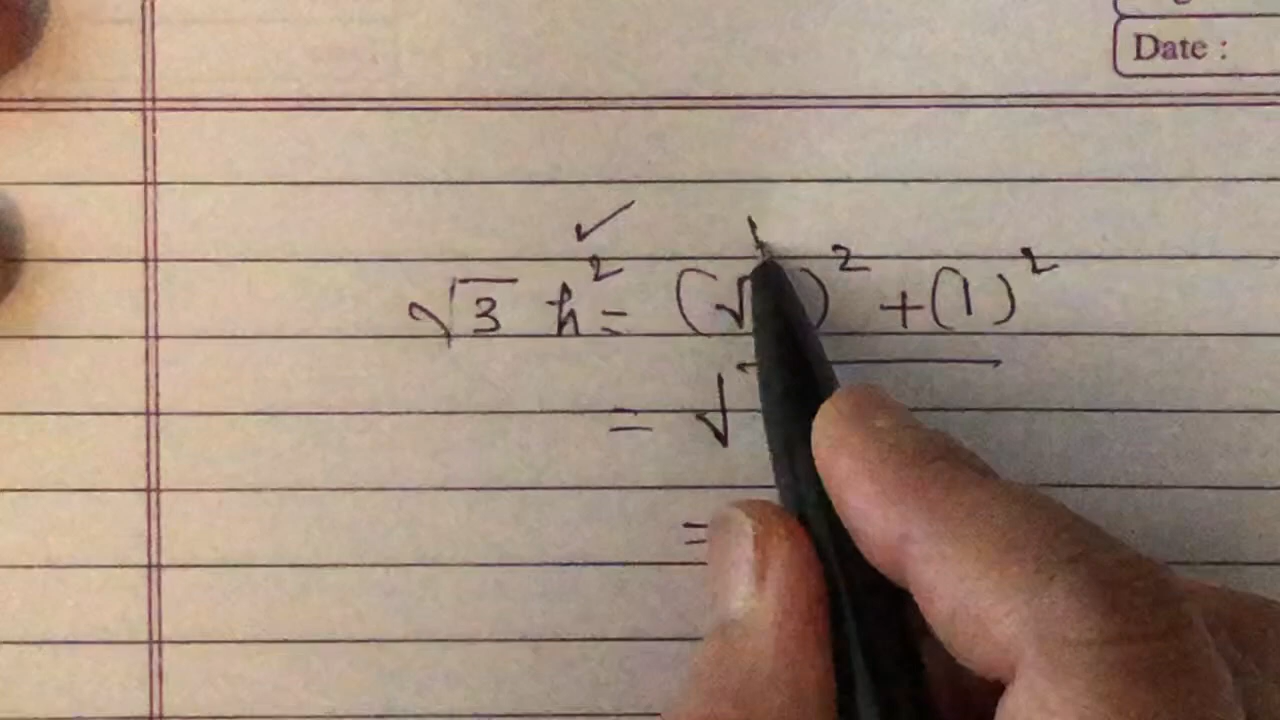 Date :
√3 h² = (√ )² + (1)²
= √
=